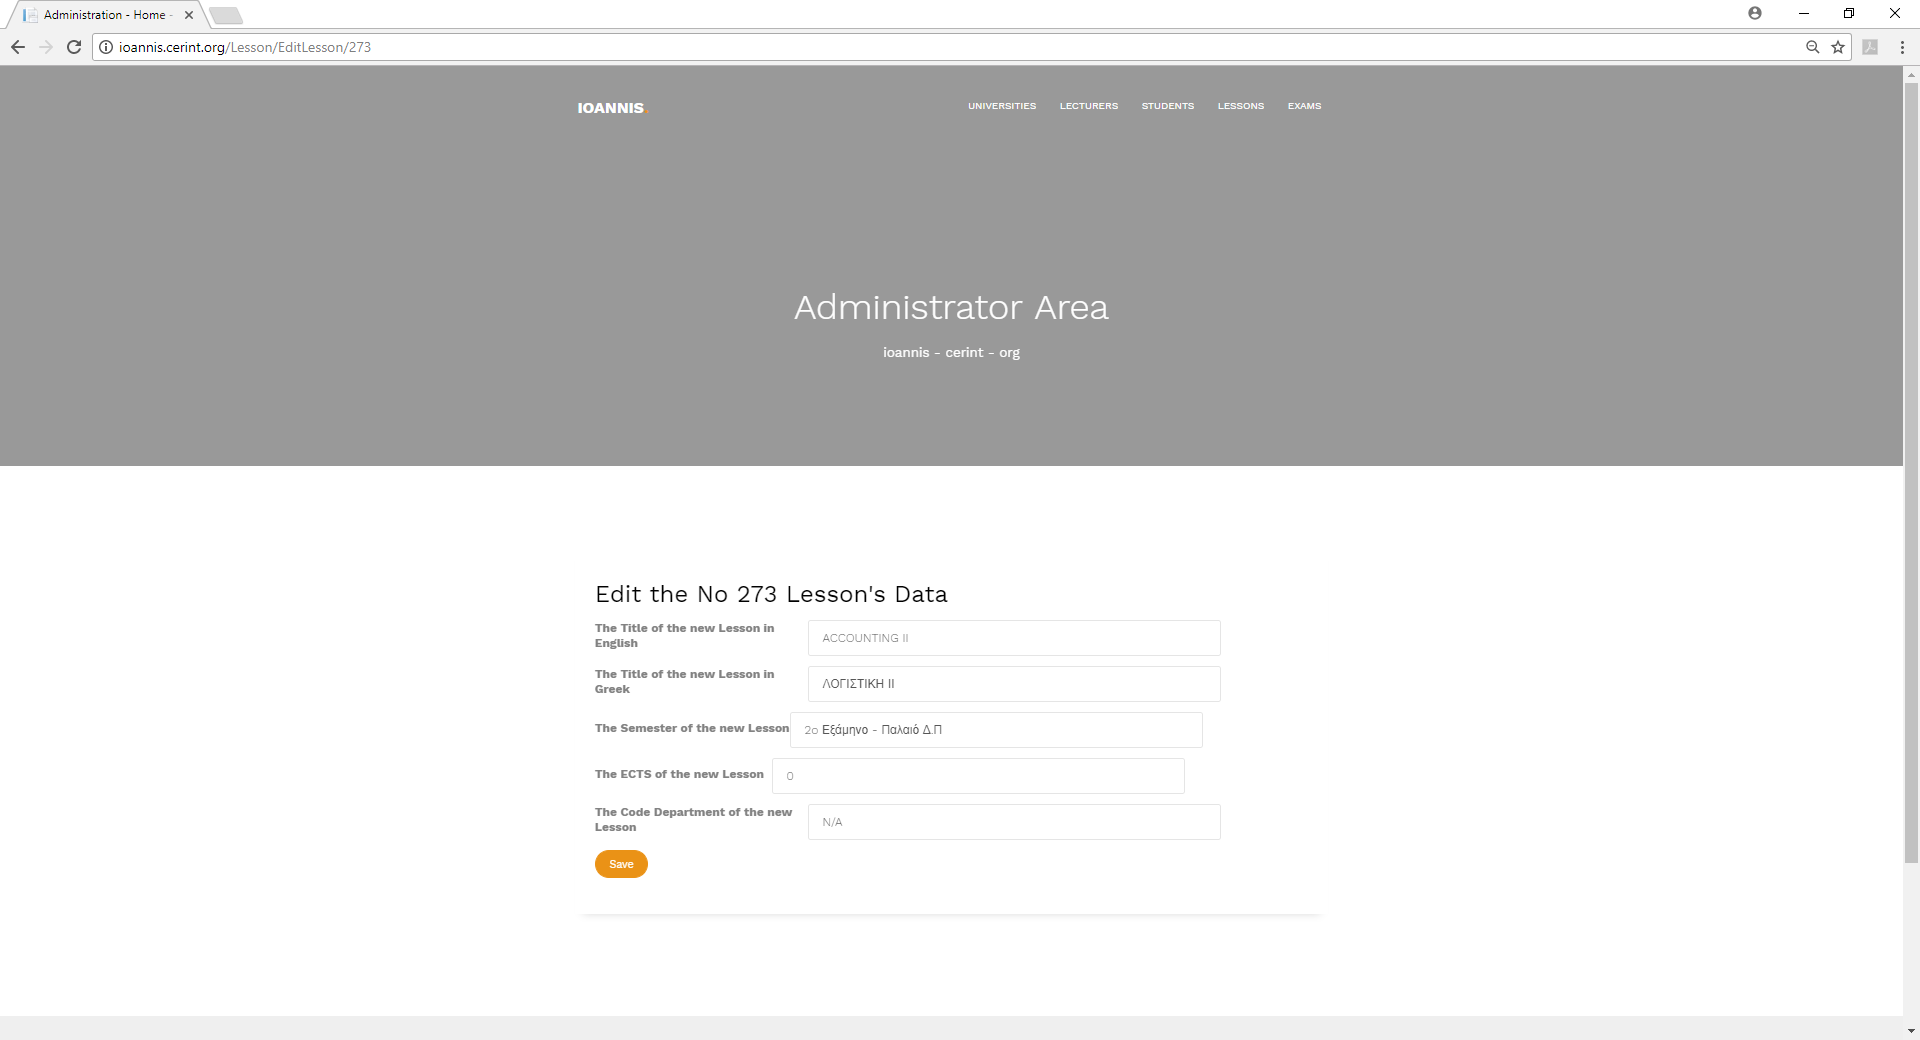 Administration - Home -
ioannis.cerint.org/Lesson/EditLesson/273
IOANNIS.
UNIVERSITIES LECTURERS STUDENTS LESSONS EXAMS
Administrator Area
ioannis - cerint - org
Edit the No 273 Lesson's Data
The Title of the new Lesson in
English
ACCOUNTING II
The Title of the new Lesson in
Greek
ΛΟΓΙΣΤΙΚΗ ΙΙ
The Semester of the new Lesson
2ο Εξάμηνο - Παλαιό Δ.Π
The ECTS of the new Lesson
0
The Code Department of the new
Lesson
N/A
Save